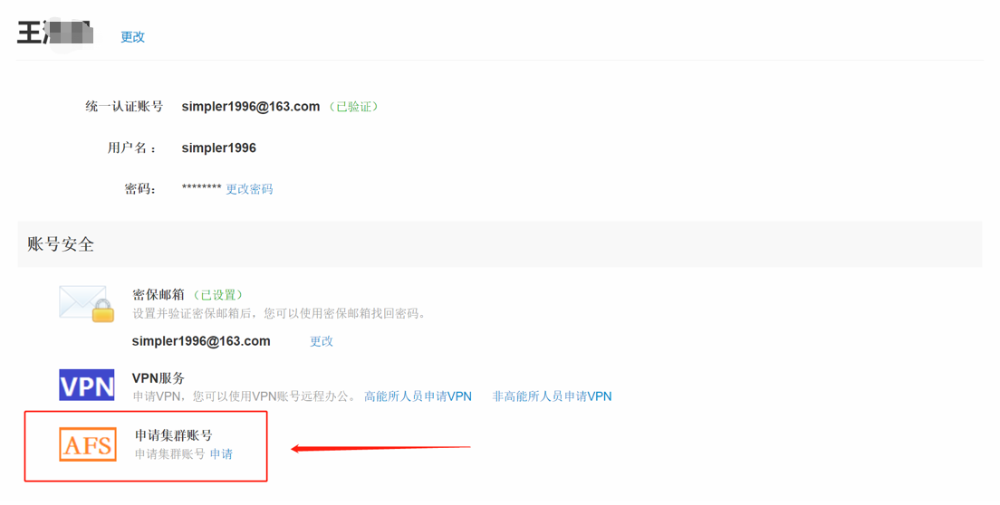 王 更改
统一认证账号 simpler1996@163.com（已验证）
用户名： simpler1996
密码： ******** 更改密码
账号安全
密保邮箱（已设置）
设置并验证密保邮箱后，您可以使用密保邮箱找回密码。
simpler1996@163.com 更改
VPN VPN服务
申请VPN，您可以使用VPN账号远程办公。 高能所人员申请VPN 非高能所人员申请VPN
AFS 申请集群账号
申请集群账号 申请